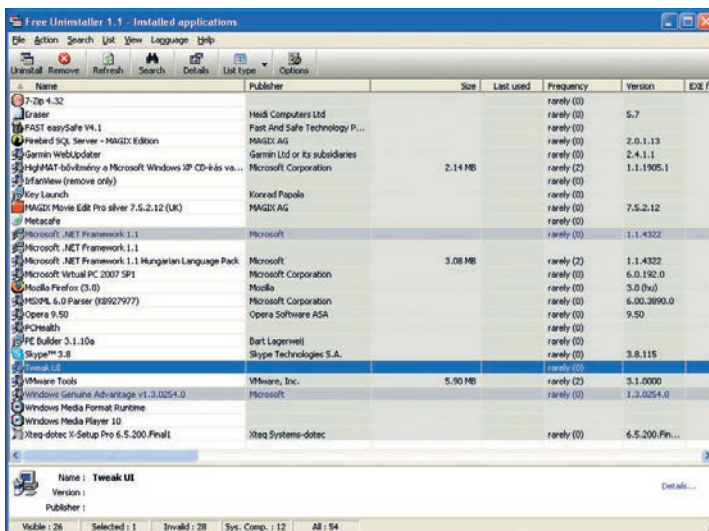 Free Uninstaller 1.1 - Installed applications
File Action Search List View Language Help
Uninstall Remove Refresh Search Details List type Options
Name Publisher Size Last used Frequency Version EXE f
7-Zip 4.32 rarely (0)
Eraser Heidi Computers Ltd rarely (0) 5.7
FAST easySafe V4.1 Fast And Safe Technology P... rarely (0)
Firebird SQL Server - MAGIX Edition MAGIX AG rarely (0) 2.0.1.13
Garmin WebUpdater Garmin Ltd or its subsidiaries rarely (0) 2.4.1.1
HighMAT-bővítmény a Microsoft Windows XP CD-írás va... Microsoft Corporation 2.14 MB rarely (2) 1.1.1905.1
IrfanView (remove only) rarely (0)
Key Launch Konrad Papala rarely (0)
MAGIX Movie Edit Pro silver 7.5.2.12 (UK) MAGIX AG rarely (0) 7.5.2.12
Metacafe rarely (0)
Microsoft .NET Framework 1.1 Microsoft rarely (0) 1.1.4322
Microsoft .NET Framework 1.1
Microsoft .NET Framework 1.1 Hungarian Language Pack Microsoft 3.08 MB rarely (2) 1.1.4322
Microsoft Virtual PC 2007 SP1 Microsoft Corporation rarely (0) 6.0.192.0
Mozilla Firefox (3.0) Mozilla rarely (0) 3.0 (hu)
MSXML 6.0 Parser (KB927977) Microsoft Corporation rarely (0) 6.00.3890.0
Opera 9.50 Opera Software ASA rarely (0) 9.50
PCHealth rarely (0)
PE Builder 3.1.10a Bart Lagerweij rarely (0)
Skype™ 3.8 Skype Technologies S.A. rarely (0) 3.8.115
Tweak UI rarely (0)
VMware Tools VMware, Inc. 5.90 MB rarely (2) 3.1.0000
Windows Genuine Advantage v1.3.0254.0 Microsoft rarely (0) 1.3.0254.0
Windows Media Format Runtime
Windows Media Player 10
Xteq-dotec X-Setup Pro 6.5.200.Final1 Xteq Systems-dotec rarely (0) 6.5.200.Fin...
Name : Tweak UI
Version :
Details...
Publisher :
Visible : 26 Selected : 1 Invalid : 28 Sys. Comp. : 12 All : 54